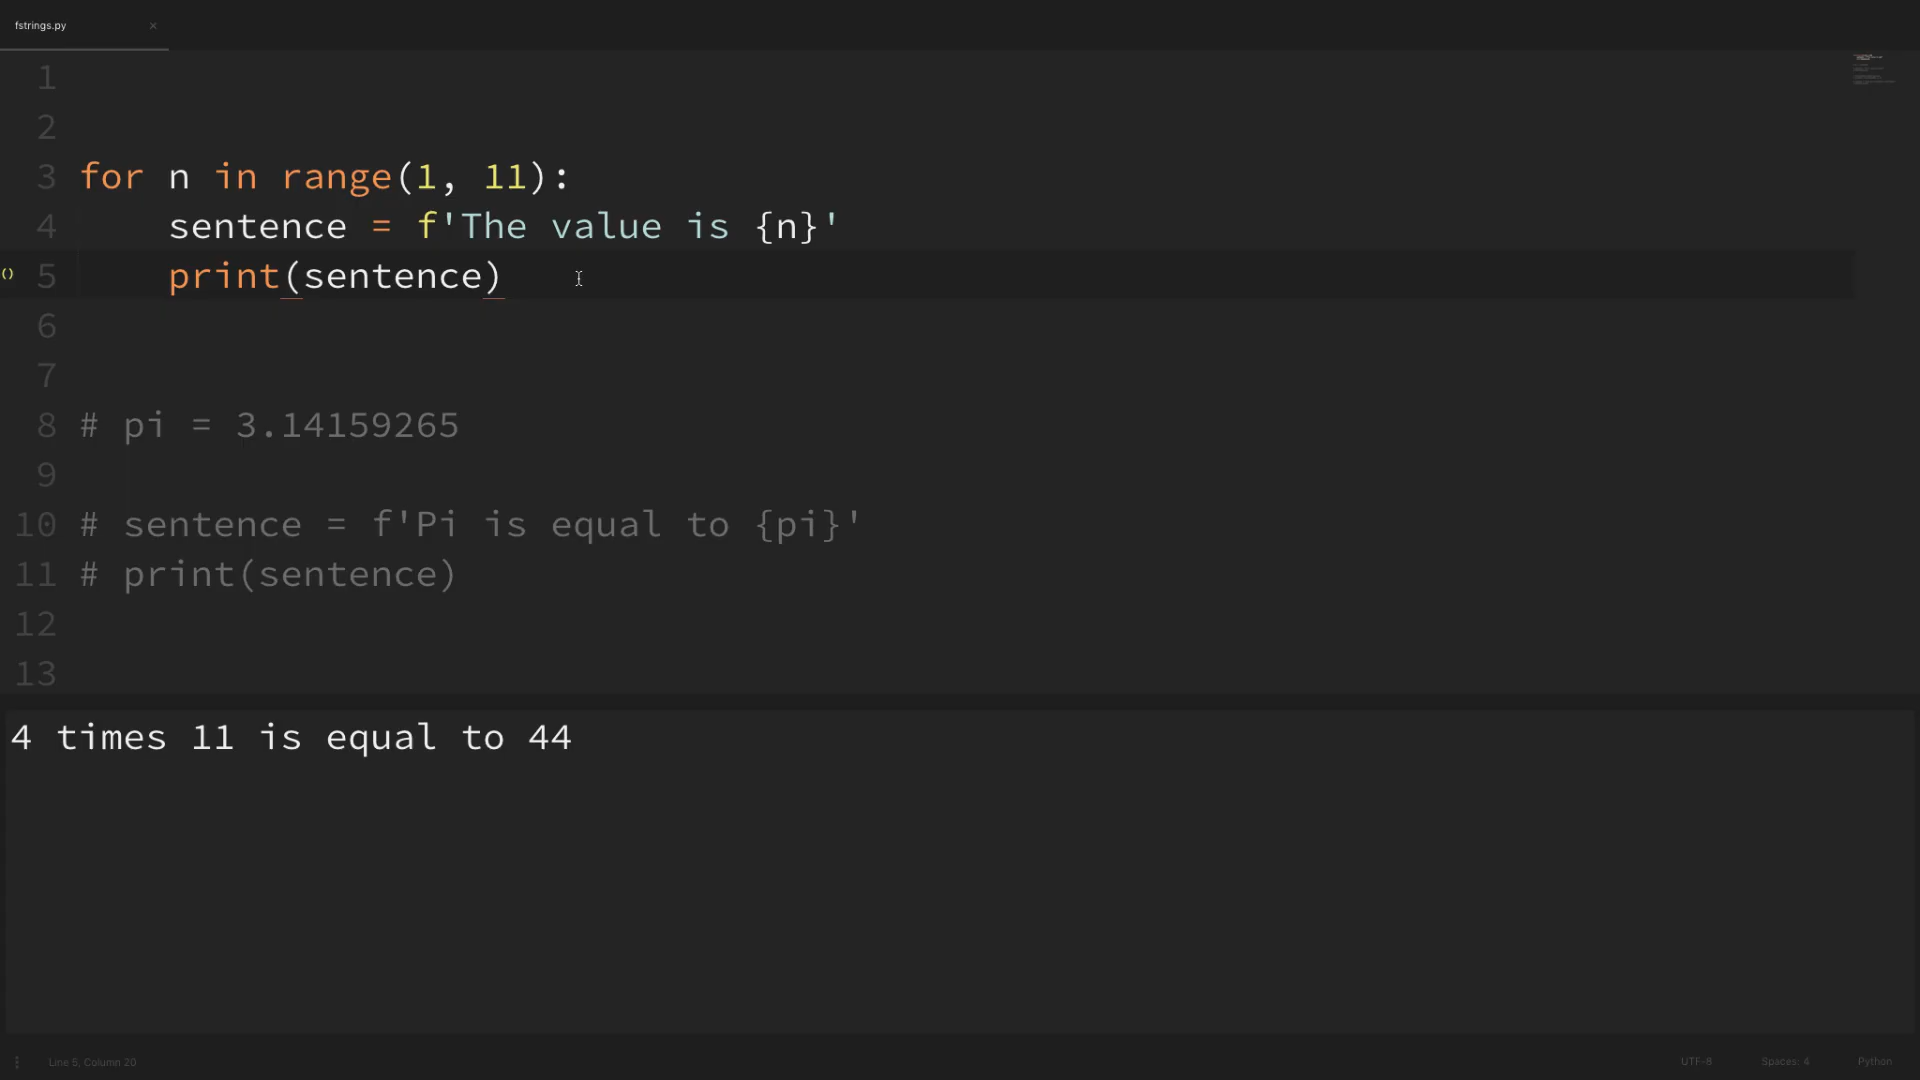 fstrings.py ×
1
2
3 for n in range(1, 11):
4     sentence = f'The value is {n}'
() 5     print(sentence)
6
7
8 # pi = 3.14159265
9
10 # sentence = f'Pi is equal to {pi}'
11 # print(sentence)
12
13
4 times 11 is equal to 44
Line 5, Column 20 UTF-8 Spaces: 4 Python